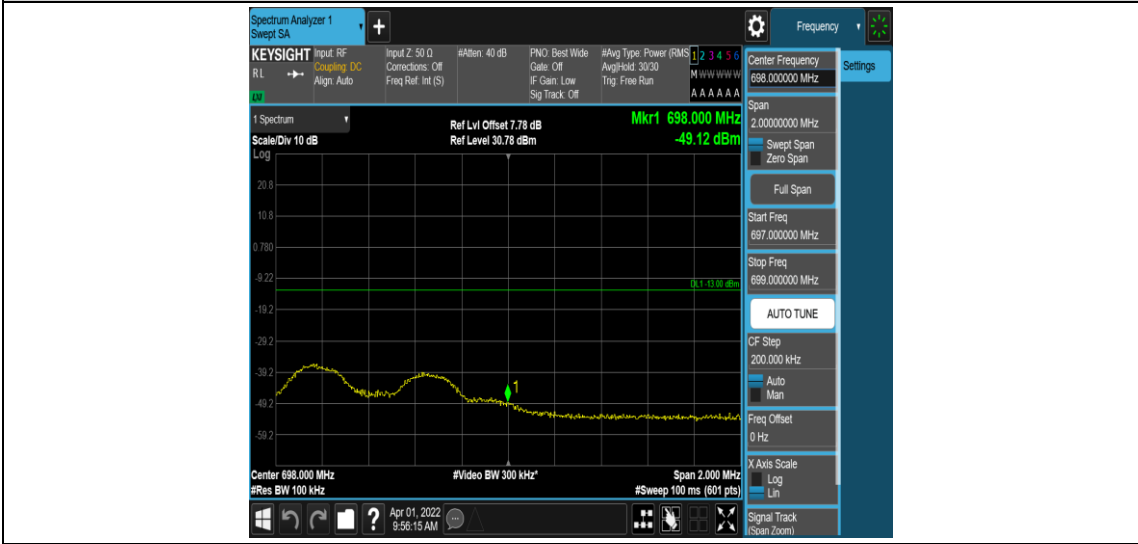 Spectrum Analyzer 1
Swept SA
+
Frequency
KEYSIGHT
RL
Input: RF
Coupling: DC
Align: Auto
Input Z: 50 Ω
Corrections: Off
Freq Ref: Int (S)
#Atten: 40 dB
PNO: Best Wide
Gate: Off
IF Gain: Low
Sig Track: Off
#Avg Type: Power (RMS
Avg|Hold: 30/30
Trig: Free Run
1 2 3 4 5 6
M W W W W W
A A A A A A
1 Spectrum
Scale/Div 10 dB
Log
Ref Lvl Offset 7.78 dB
Ref Level 30.78 dBm
Mkr1 698.000 MHz
-49.12 dBm
20.8
10.8
0.780
-9.22
DL1 -13.00 dBm
-19.2
-29.2
-39.2
1
-49.2
-59.2
Center 698.000 MHz
#Video BW 300 kHz*
Span 2.000 MHz
#Res BW 100 kHz
#Sweep 100 ms (601 pts)
?
Apr 01, 2022
9:56:15 AM
Center Frequency
698.000000 MHz
Settings
Span
2.00000000 MHz
Swept Span
Zero Span
Full Span
Start Freq
697.000000 MHz
Stop Freq
699.000000 MHz
AUTO TUNE
CF Step
200.000 kHz
Auto
Man
Freq Offset
0 Hz
X Axis Scale
Log
Lin
Signal Track
(Span Zoom)